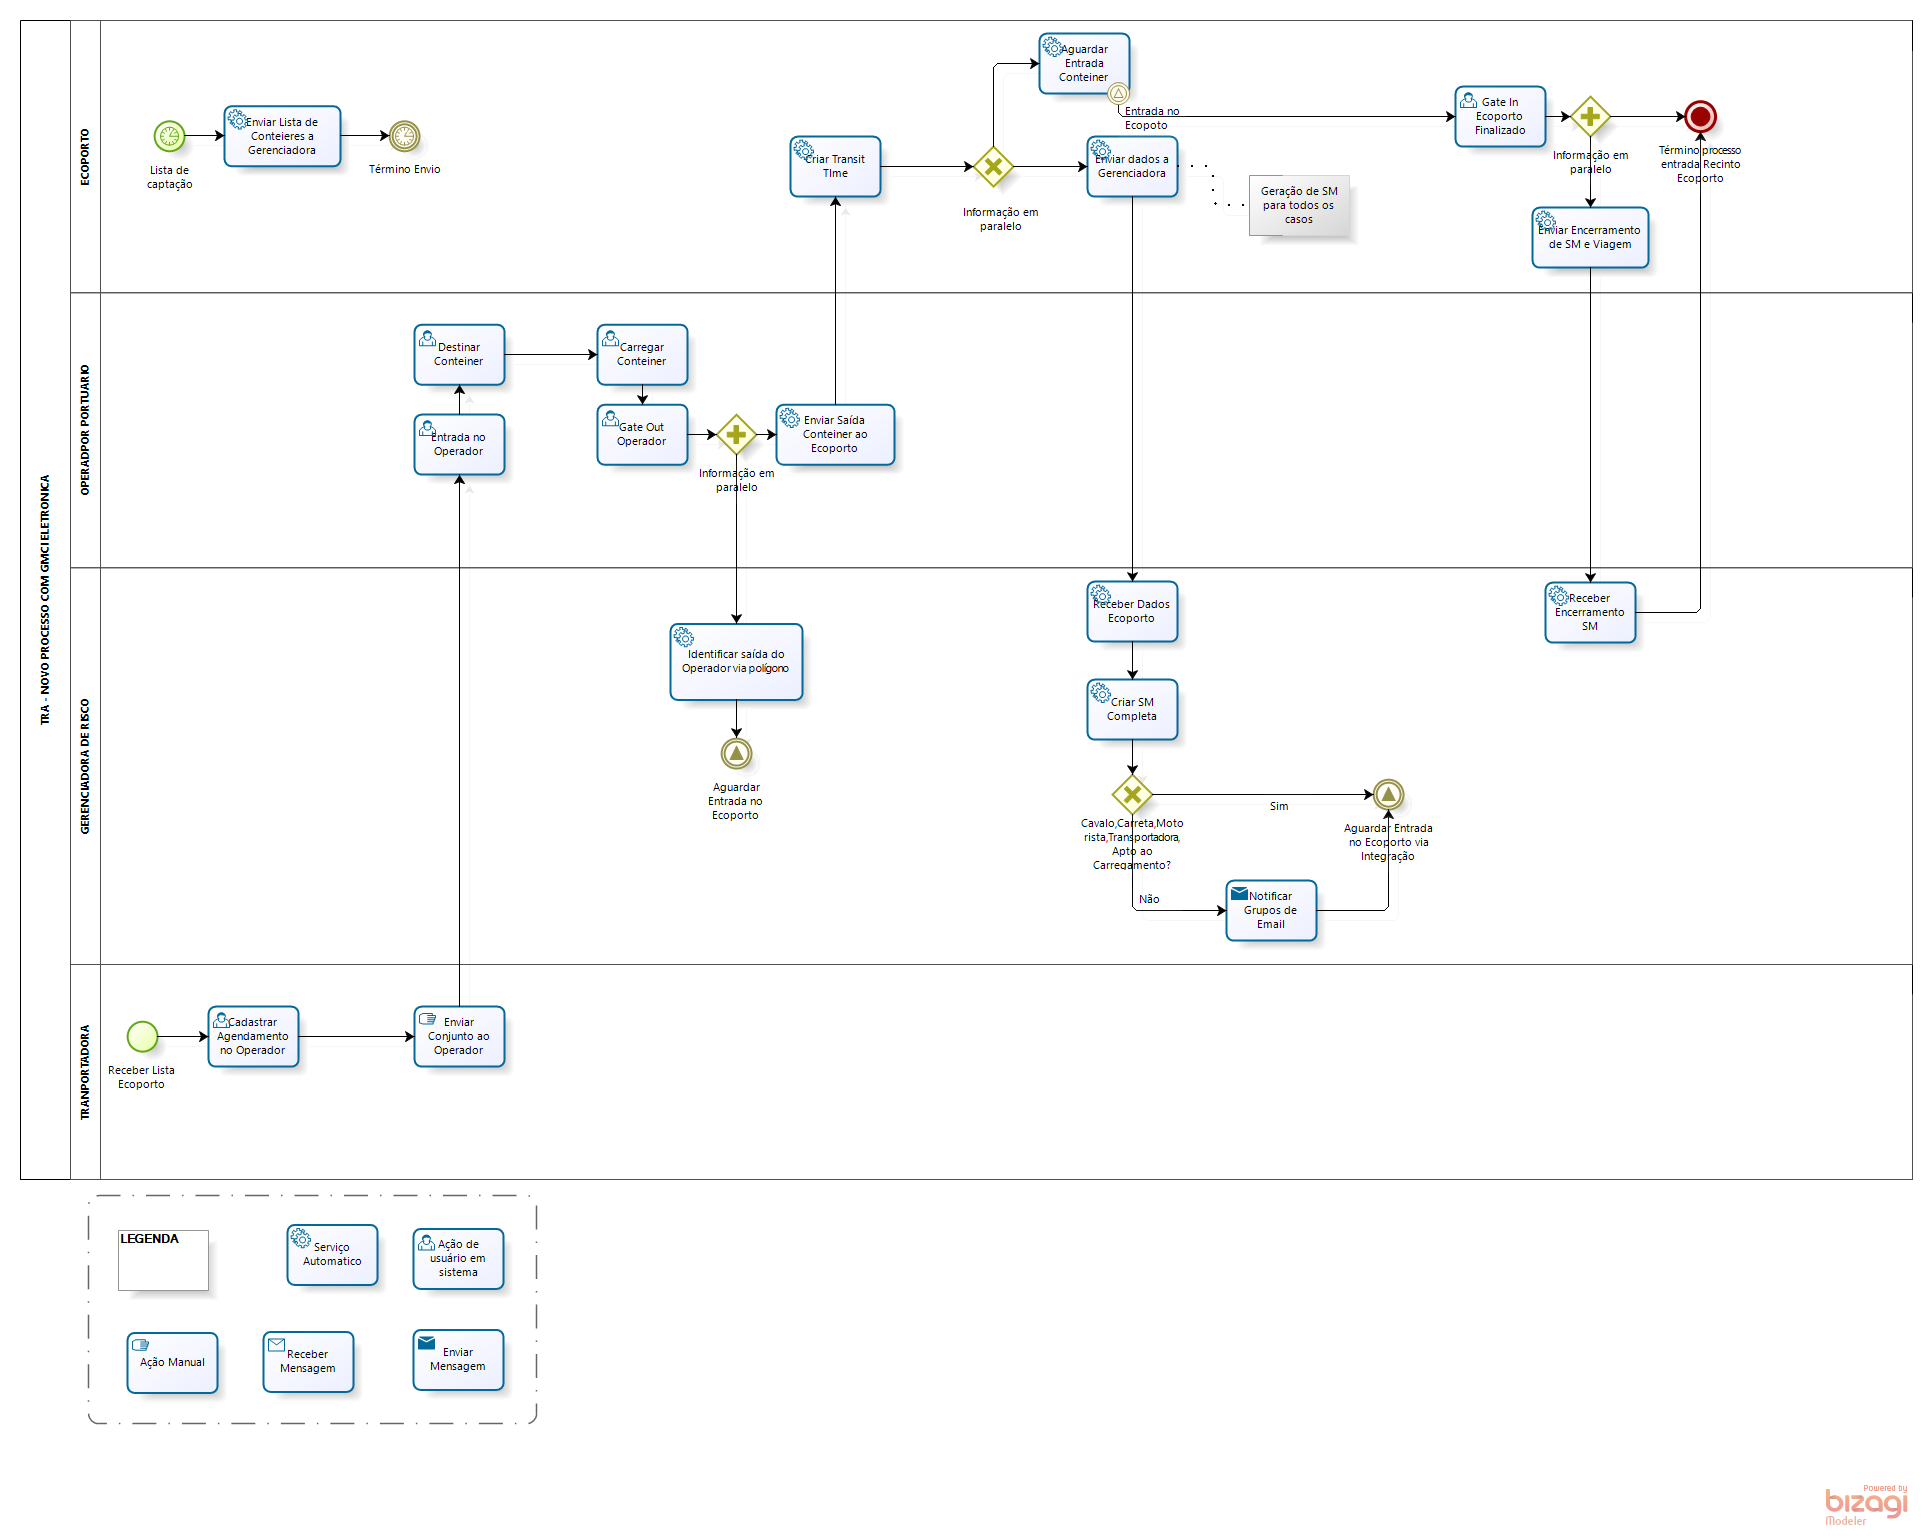 TRA - NOVO PROCESSO COM GMCI ELETRONICA
ECOPORTO
Lista de
captação
Enviar Lista de
Conteieres a
Gerenciadora
Término Envio
Criar Transit
TIme
Informação em
paralelo
Aguardar
Entrada
Conteiner
Entrada no
Ecopoto
Enviar dados a
Gerenciadora
Geração de SM
para todos os
casos
Gate In
Ecoporto
Finalizado
Informação em
paralelo
Término processo
entrada Recinto
Ecoporto
Enviar Encerramento
de SM e Viagem
OPERADPOR PORTUARIO
Destinar
Conteiner
Carregar
Conteiner
Entrada no
Operador
Gate Out
Operador
Informação em
paralelo
Enviar Saída
Conteiner ao
Ecoporto
GERENCIADORA DE RISCO
Identificar saída do
Operador via polígono
Aguardar
Entrada no
Ecoporto
Receber Dados
Ecoporto
Criar SM
Completa
Cavalo,Carreta,Moto
rista,Transportadora,
Apto ao
Carregamento?
Sim
Não
Notificar
Grupos de
Email
Aguardar Entrada
no Ecoporto via
Integração
Receber
Encerramento
SM
TRANPORTADORA
Receber Lista
Ecoporto
Cadastrar
Agendamento
no Operador
Enviar
Conjunto ao
Operador
LEGENDA
Serviço
Automatico
Ação de
usuário em
sistema
Ação Manual
Receber
Mensagem
Enviar
Mensagem
Powered by
bizagi
Modeler